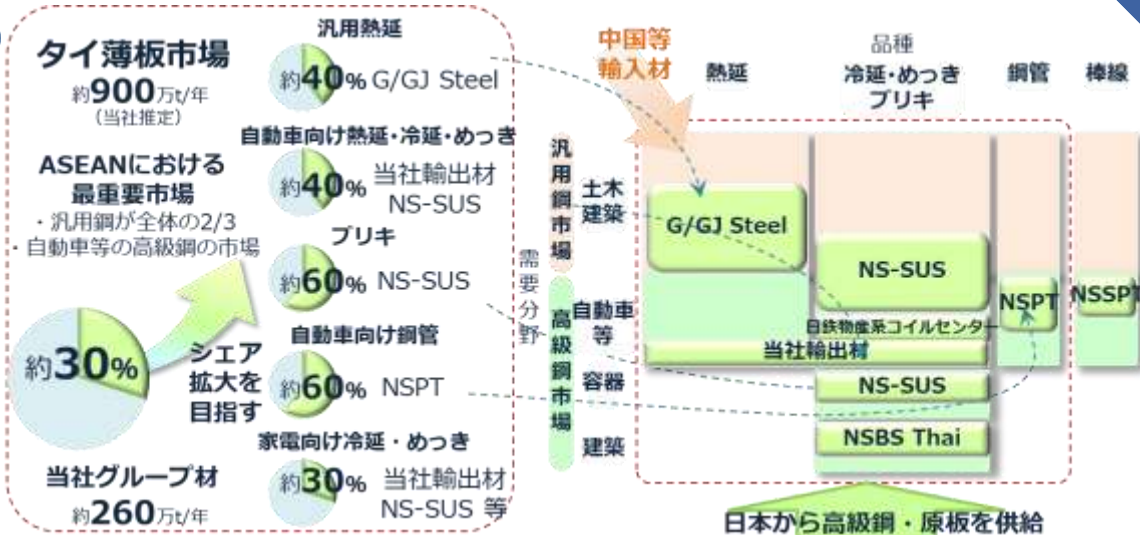 タイ薄板市場
約900万t/年
(当社推定)
ASEANにおける
最重要市場
・汎用鋼が全体の2/3
・自動車等の高級鋼の市場
約30%
シェア
拡大を
目指す
当社グループ材
約260万t/年
汎用熱延
約40% G/GJ Steel
自動車向け熱延・冷延・めっき
約40% 当社輸出材
NS-SUS
ブリキ
約60% NS-SUS
自動車向け鋼管
約60% NSPT
家電向け冷延・めっき
約30% 当社輸出材
NS-SUS 等
中国等
輸入材
品種
熱延
冷延・めっき
ブリキ
鋼管
棒線
需要分野
汎用鋼市場
高級鋼市場
土木
建築
自動車
等
容器
建築
G/GJ Steel
NS-SUS
NSPT
NSSPT
日鉄物産系コイルセンター
当社輸出材
NS-SUS
NSBS Thai
日本から高級鋼・原板を供給